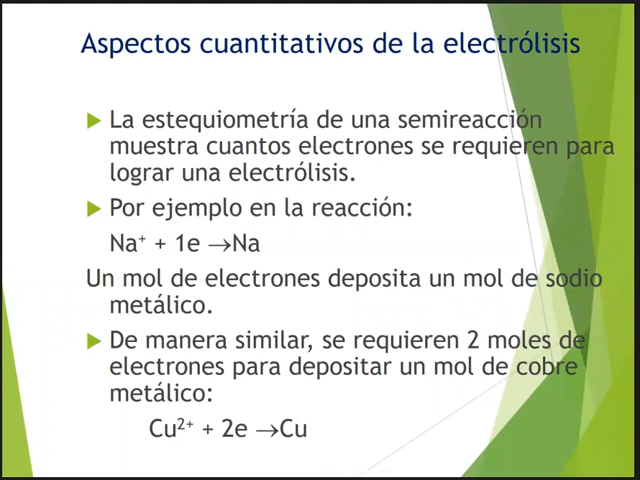 Aspectos cuantitativos de la electrólisis
La estequiometría de una semireacción
muestra cuantos electrones se requieren para
lograr una electrólisis.
Por ejemplo en la reacción:
Na⁺ + 1e →Na
Un mol de electrones deposita un mol de sodio
metálico.
De manera similar, se requieren 2 moles de
electrones para depositar un mol de cobre
metálico:
Cu²⁺ + 2e →Cu